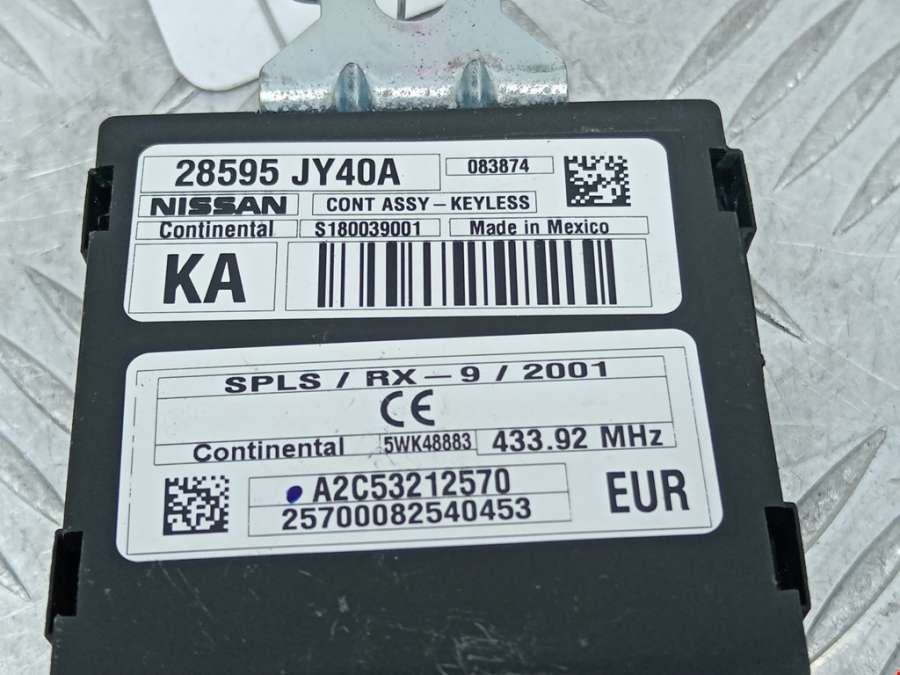 28595 JY40A
083874
NISSAN
CONT ASSY-KEYLESS
Continental
S180039001
Made in Mexico
KA
SPLS / RX-9 / 2001
CE
Continental
5WK48883
433.92 MHz
A2C53212570
25700082540453
EUR